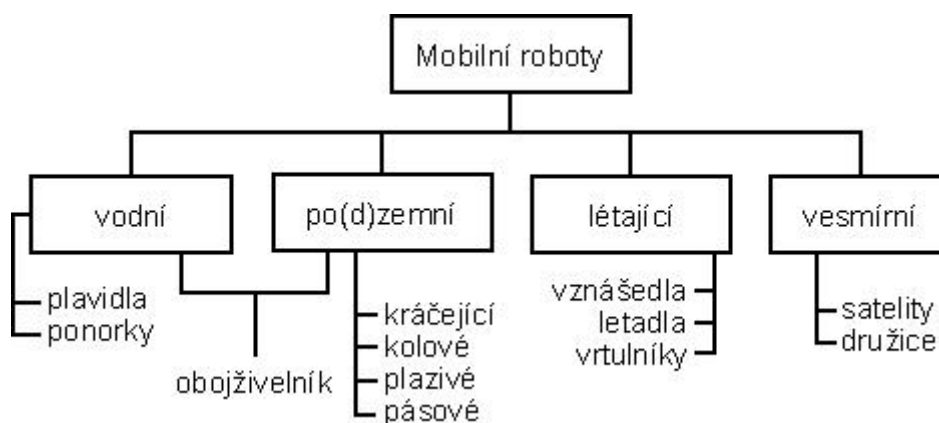 Mobilní roboty
vodní
po(d)zemní
létající
vesmírní
plavidla
ponorky
obojživelník
kráčející
kolové
plazivé
pásové
vznášedla
letadla
vrtulníky
satelity
družice